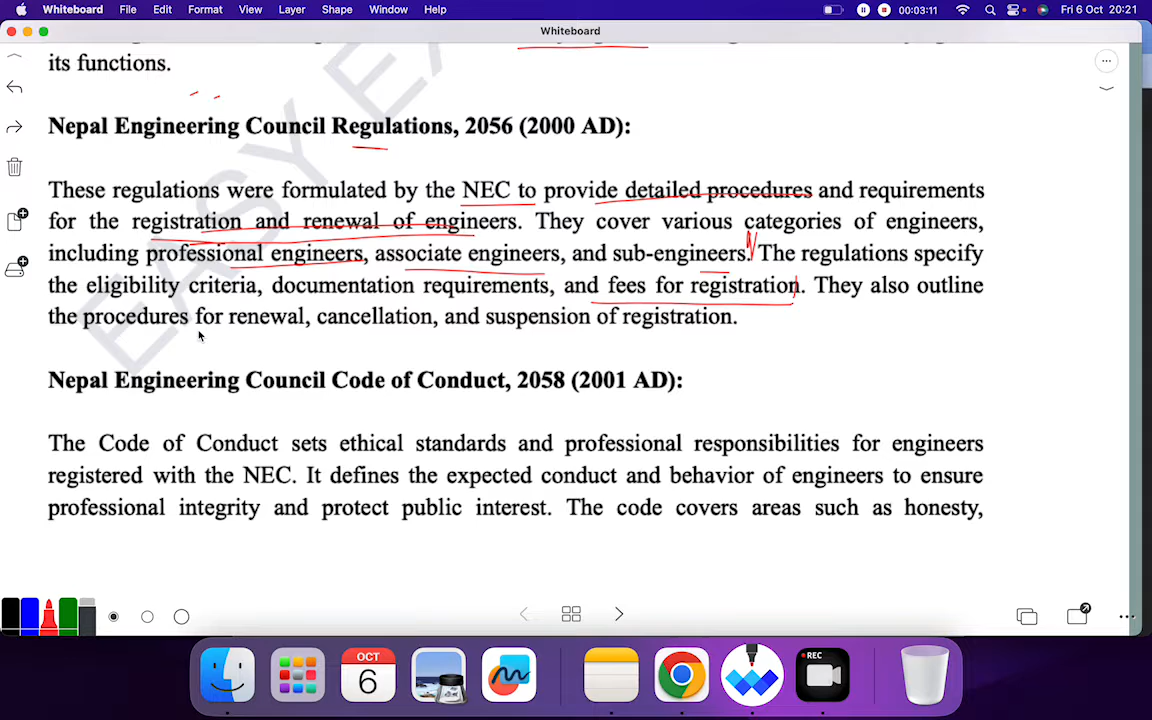 Whiteboard File Edit Format View Layer Shape Window Help 00:03:11 Fri 6 Oct 20:21
Whiteboard
its functions.
Nepal Engineering Council Regulations, 2056 (2000 AD):
These regulations were formulated by the NEC to provide detailed procedures and requirements
for the registration and renewal of engineers. They cover various categories of engineers,
including professional engineers, associate engineers, and sub-engineers. The regulations specify
the eligibility criteria, documentation requirements, and fees for registration. They also outline
the procedures for renewal, cancellation, and suspension of registration.
Nepal Engineering Council Code of Conduct, 2058 (2001 AD):
The Code of Conduct sets ethical standards and professional responsibilities for engineers
registered with the NEC. It defines the expected conduct and behavior of engineers to ensure
professional integrity and protect public interest. The code covers areas such as honesty,
EASY
OCT
6
REC